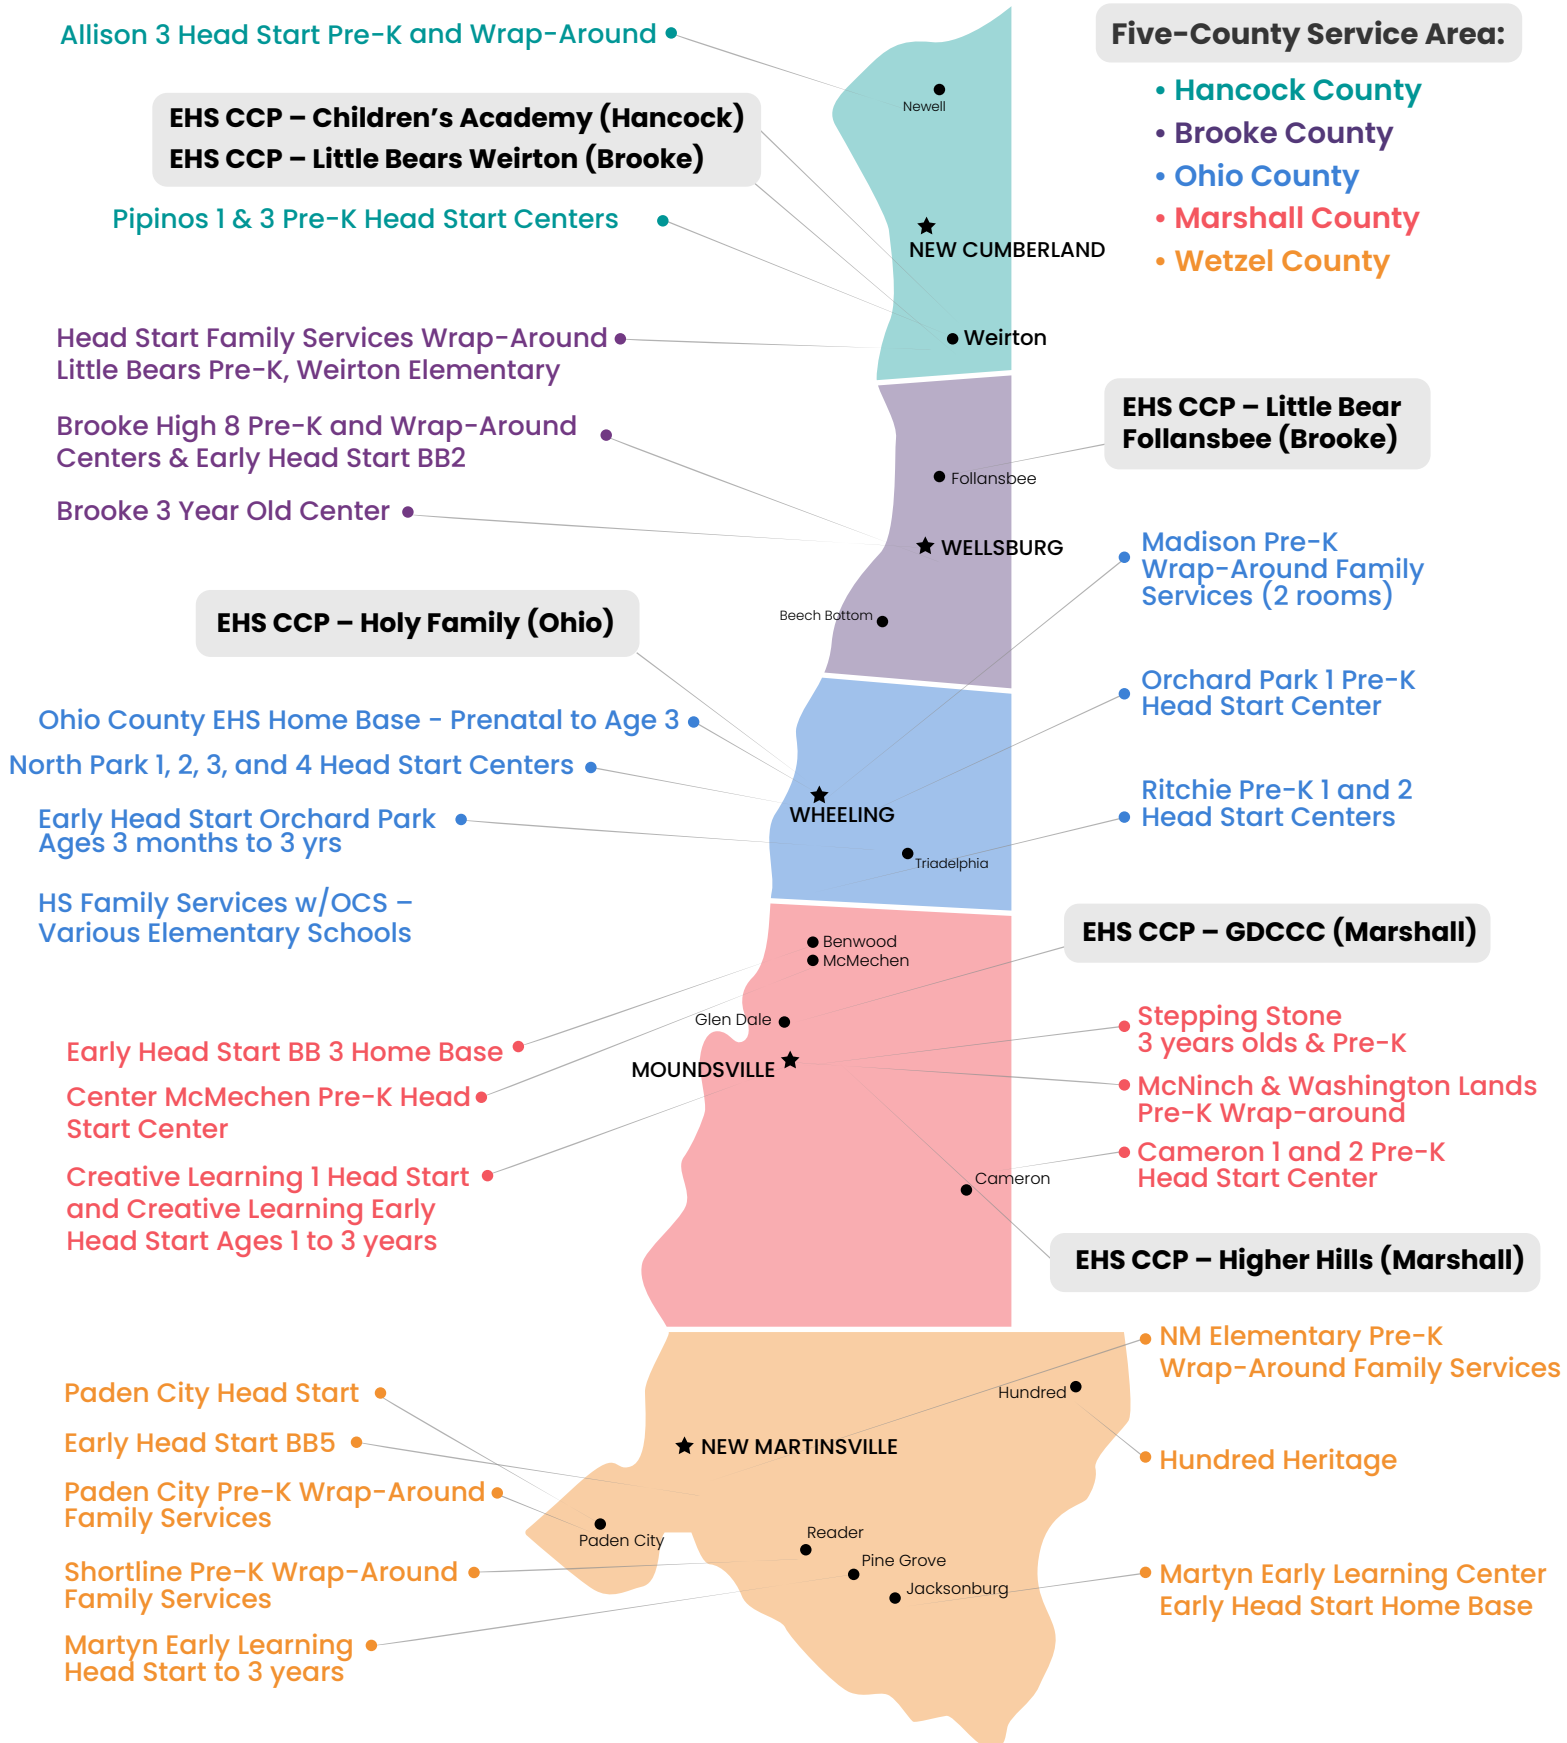 Allison 3 Head Start Pre-K and Wrap-Around
Five-County Service Area:
• Hancock County
• Brooke County
• Ohio County
• Marshall County
• Wetzel County
Newell
EHS CCP – Children's Academy (Hancock)
EHS CCP – Little Bears Weirton (Brooke)
Pipinos 1 & 3 Pre-K Head Start Centers
NEW CUMBERLAND
Head Start Family Services Wrap-Around
Little Bears Pre-K, Weirton Elementary
Weirton
Brooke High 8 Pre-K and Wrap-Around
Centers & Early Head Start BB2
EHS CCP – Little Bear
Follansbee (Brooke)
Follansbee
Brooke 3 Year Old Center
WELLSBURG
Madison Pre-K
Wrap-Around Family
Services (2 rooms)
Beech Bottom
EHS CCP – Holy Family (Ohio)
Orchard Park 1 Pre-K
Head Start Center
Ohio County EHS Home Base - Prenatal to Age 3
North Park 1, 2, 3, and 4 Head Start Centers
WHEELING
Ritchie Pre-K 1 and 2
Head Start Centers
Early Head Start Orchard Park
Ages 3 months to 3 yrs
Triadelphia
HS Family Services w/OCS –
Various Elementary Schools
EHS CCP – GDCCC (Marshall)
Benwood
McMechen
Glen Dale
Stepping Stone
3 years olds & Pre-K
Early Head Start BB 3 Home Base
MOUNDSVILLE
McNinch & Washington Lands
Pre-K Wrap-around
Center McMechen Pre-K Head
Start Center
Cameron 1 and 2 Pre-K
Head Start Center
Cameron
Creative Learning 1 Head Start
and Creative Learning Early
Head Start Ages 1 to 3 years
EHS CCP – Higher Hills (Marshall)
NM Elementary Pre-K
Wrap-Around Family Services
Paden City Head Start
Hundred
Early Head Start BB5
NEW MARTINSVILLE
Hundred Heritage
Paden City Pre-K Wrap-Around
Family Services
Paden City
Reader
Pine Grove
Jacksonburg
Shortline Pre-K Wrap-Around
Family Services
Martyn Early Learning Center
Early Head Start Home Base
Martyn Early Learning
Head Start to 3 years